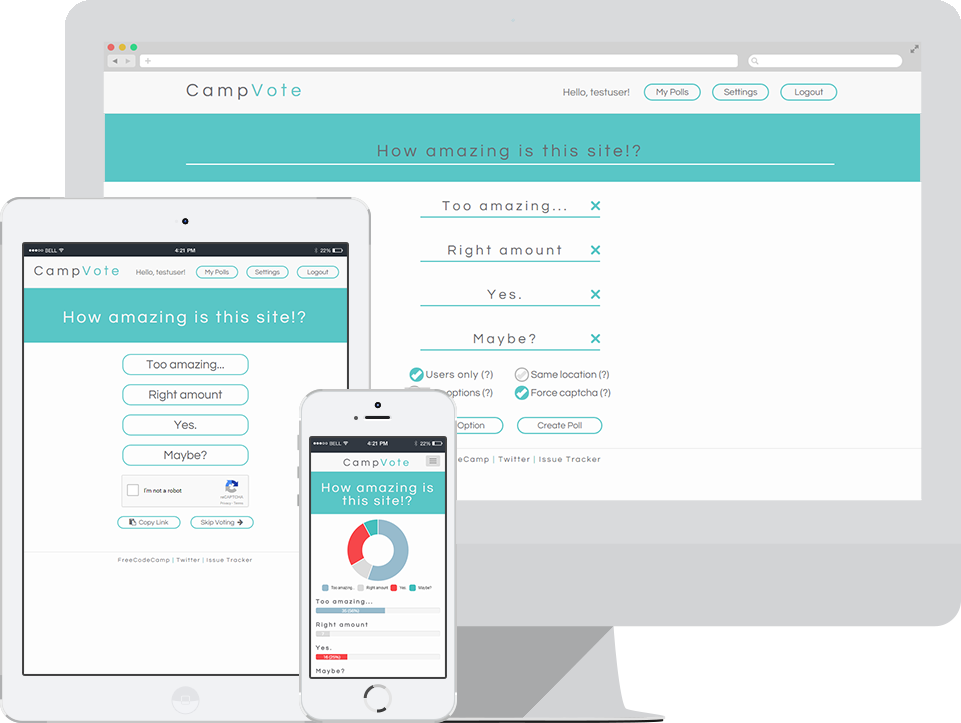 CampVote
Hello, testuser! My Polls Settings Logout
How amazing is this site!?
Too amazing...
Right amount
Yes.
Maybe?
Users only (?) Same location (?)
options (?) Force captcha (?)
Option Create Poll
Camp | Twitter | Issue Tracker
BELL 4:21 PM 22%
CampVote Hello, testuser! My Polls Settings Logout
How amazing is this site!?
Too amazing...
Right amount
Yes.
Maybe?
I'm not a robot
reCAPTCHA
Privacy - Terms
Copy Link Skip Voting
FreeCodeCamp | Twitter | Issue Tracker
BELL 4:21 PM 22%
CampVote
How amazing is
this site!?
Too amazing... Right amount Yes. Maybe?
Too amazing...
Right amount
Yes.
Maybe?